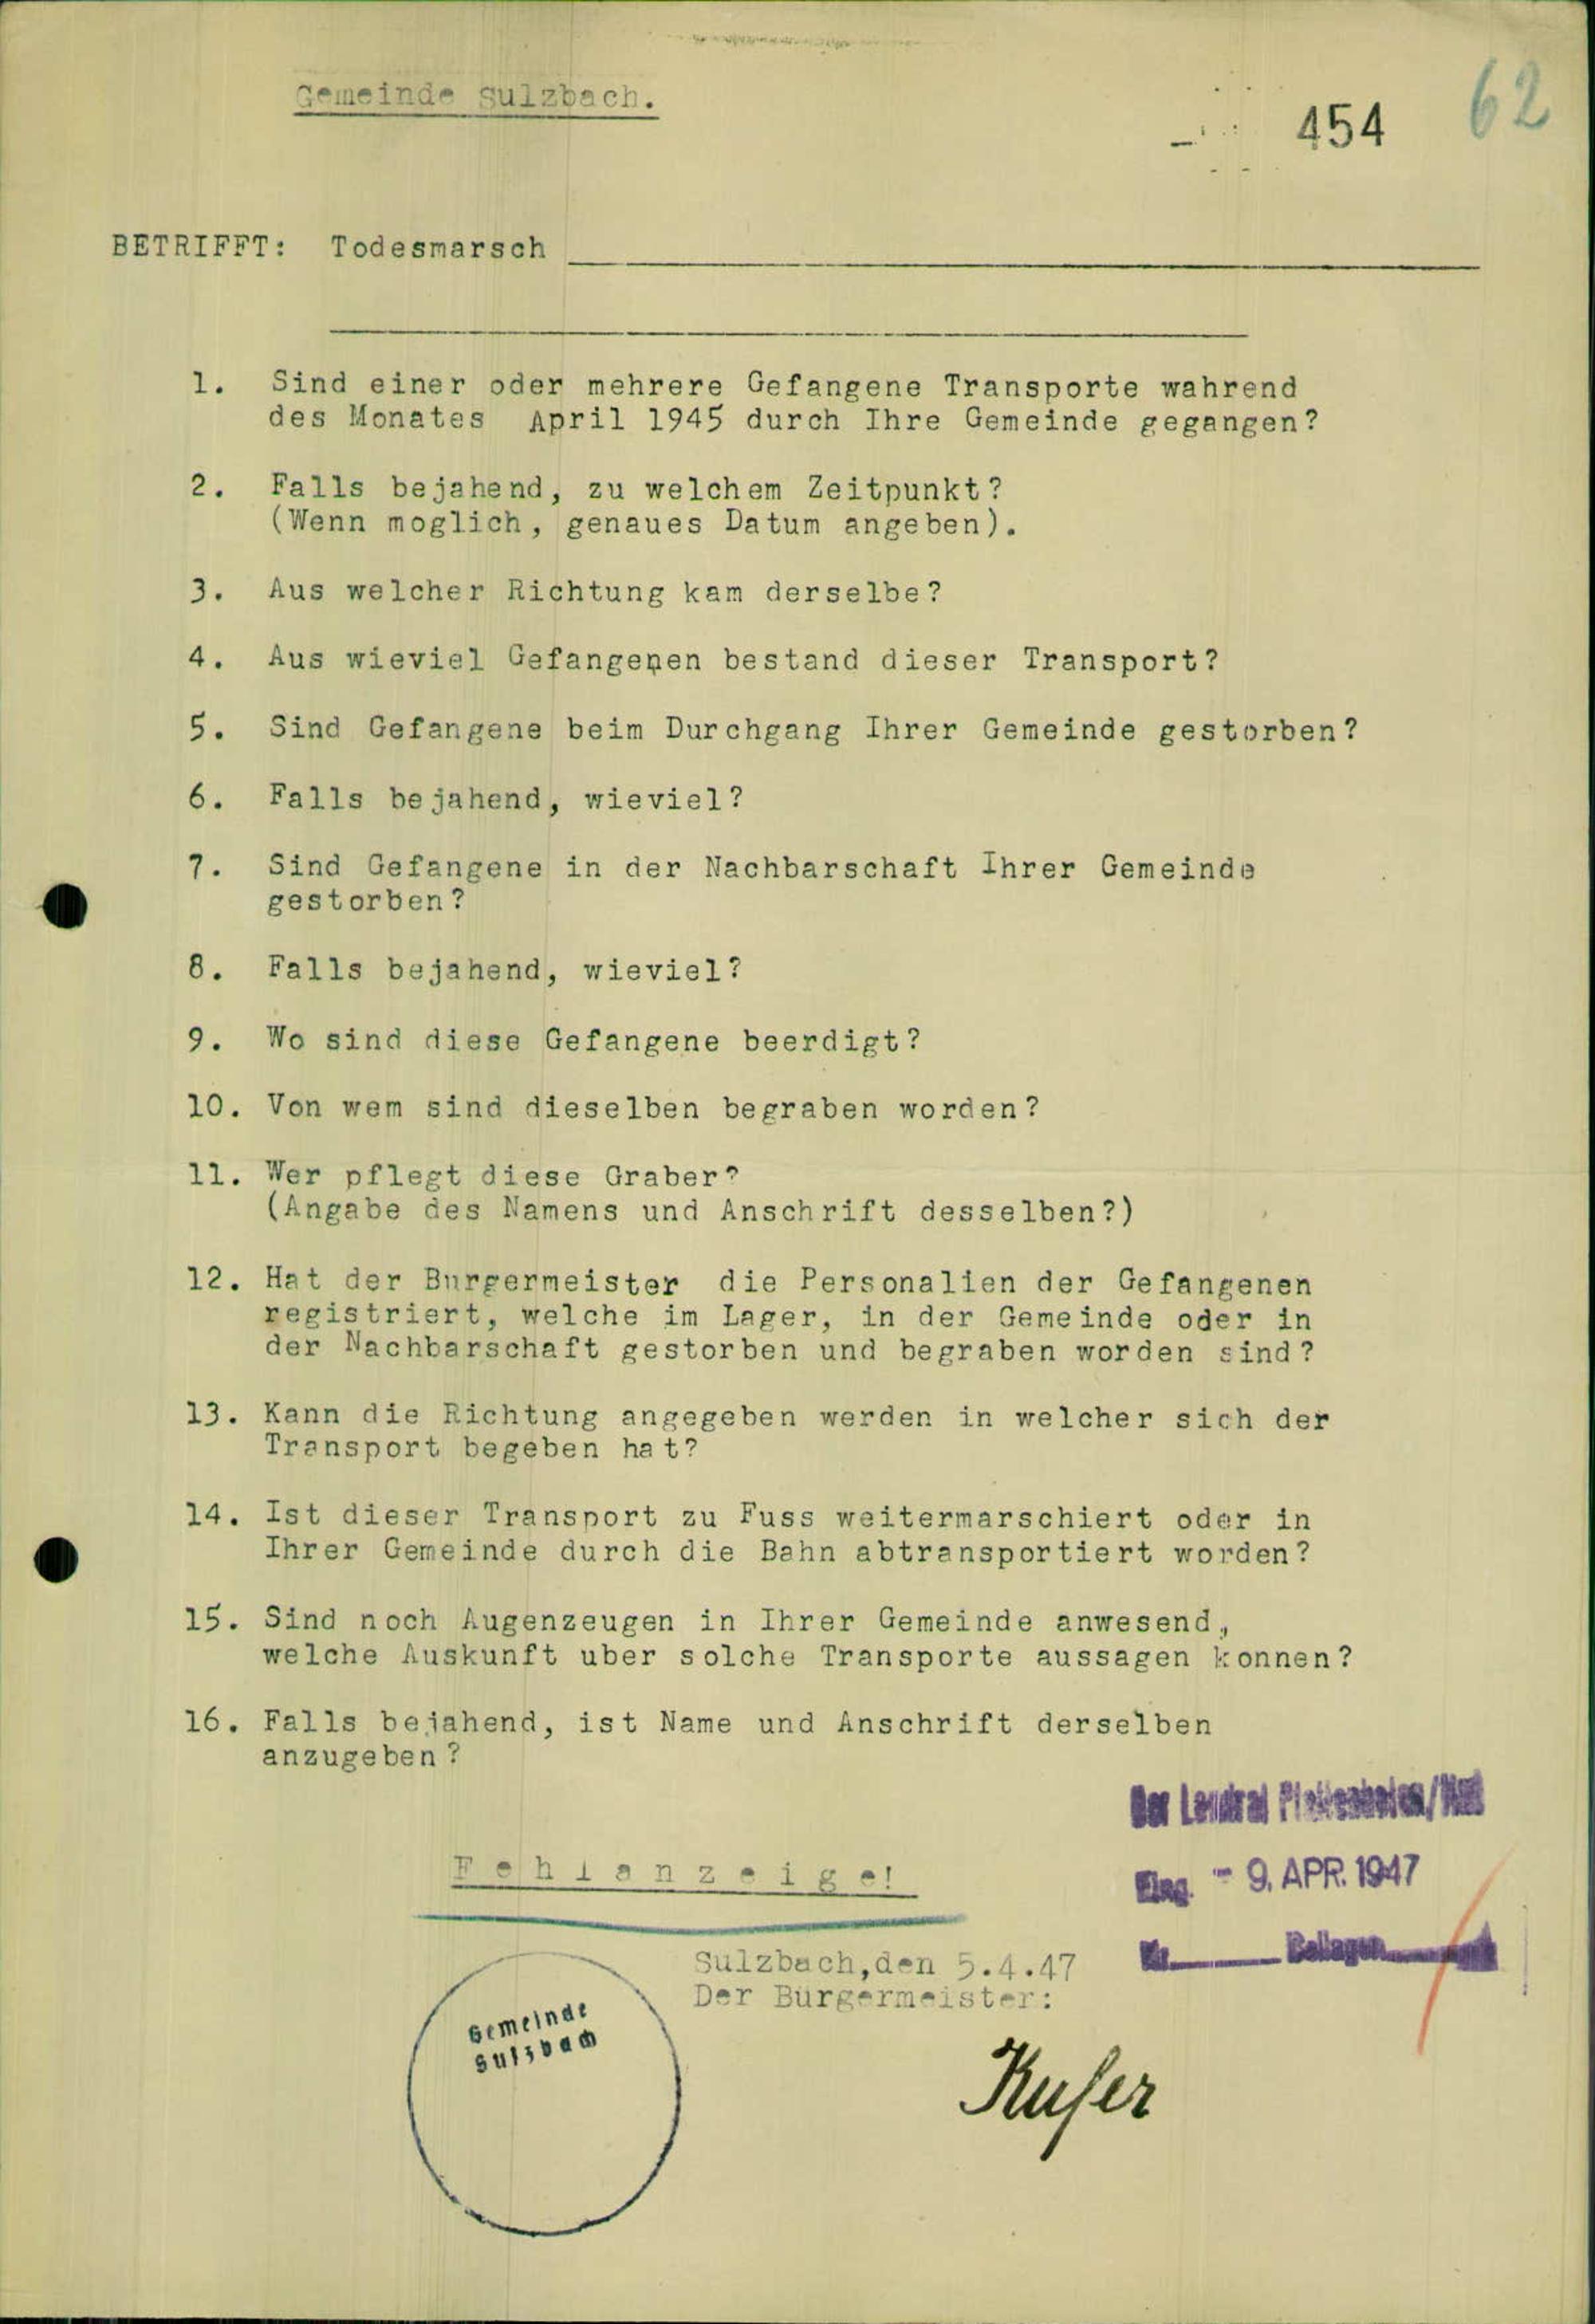 Gemeinde Sulzbach.
62
454
BETRIFFT: Todesmarsch
1. Sind einer oder mehrere Gefangene Transporte wahrend
des Monates April 1945 durch Ihre Gemeinde gegangen?
2. Falls bejahend, zu welchem Zeitpunkt?
(Wenn moglich, genaues Datum angeben).
3. Aus welcher Richtung kam derselbe?
4. Aus wieviel Gefangenen bestand dieser Transport?
5. Sind Gefangene beim Durchgang Ihrer Gemeinde gestorben?
6. Falls bejahend, wieviel?
7. Sind Gefangene in der Nachbarschaft Ihrer Gemeinde
gestorben?
8. Falls bejahend, wieviel?
9. Wo sind diese Gefangene beerdigt?
10. Von wem sind dieselben begraben worden?
11. Wer pflegt diese Graber?
(Angabe des Namens und Anschrift desselben?)
12. Hat der Burgermeister die Personalien der Gefangenen
registriert, welche im Lager, in der Gemeinde oder in
der Nachbarschaft gestorben und begraben worden sind?
13. Kann die Richtung angegeben werden in welcher sich der
Transport begeben hat?
14. Ist dieser Transport zu Fuss weitermarschiert oder in
Ihrer Gemeinde durch die Bahn abtransportiert worden?
15. Sind noch Augenzeugen in Ihrer Gemeinde anwesend,
welche Auskunft uber solche Transporte aussagen konnen?
16. Falls bejahend, ist Name und Anschrift derselben
anzugeben?
Der Landrat
Fehlanzeige!
Eing. - 9. APR. 1947
Beilagen
Sulzbach,den 5.4.47
Der Bürgermeister:
Gemeinde
Sulzbach